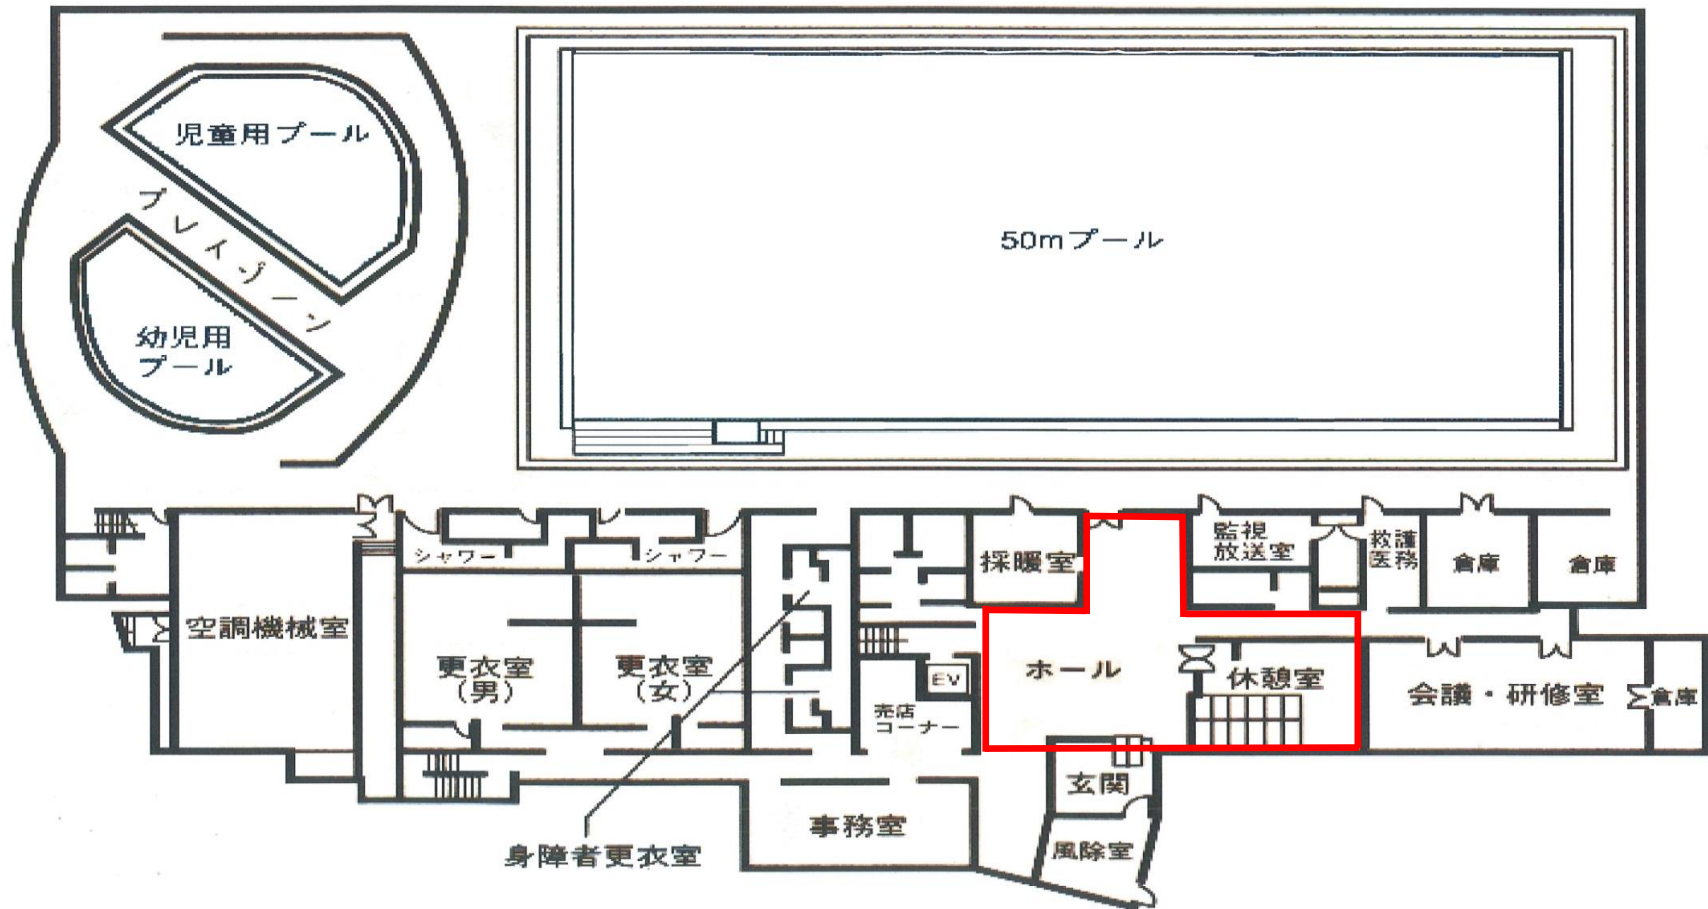 児童用プール
プレイゾーン
幼児用
プール
50mプール
シャワー
シャワー
採暖室
監視
放送室
救護
医務
倉庫
倉庫
空調機械室
更衣室
(男)
更衣室
(女)
EV
ホール
休憩室
会議・研修室
倉庫
売店
コーナー
玄関
事務室
風除室
身障者更衣室